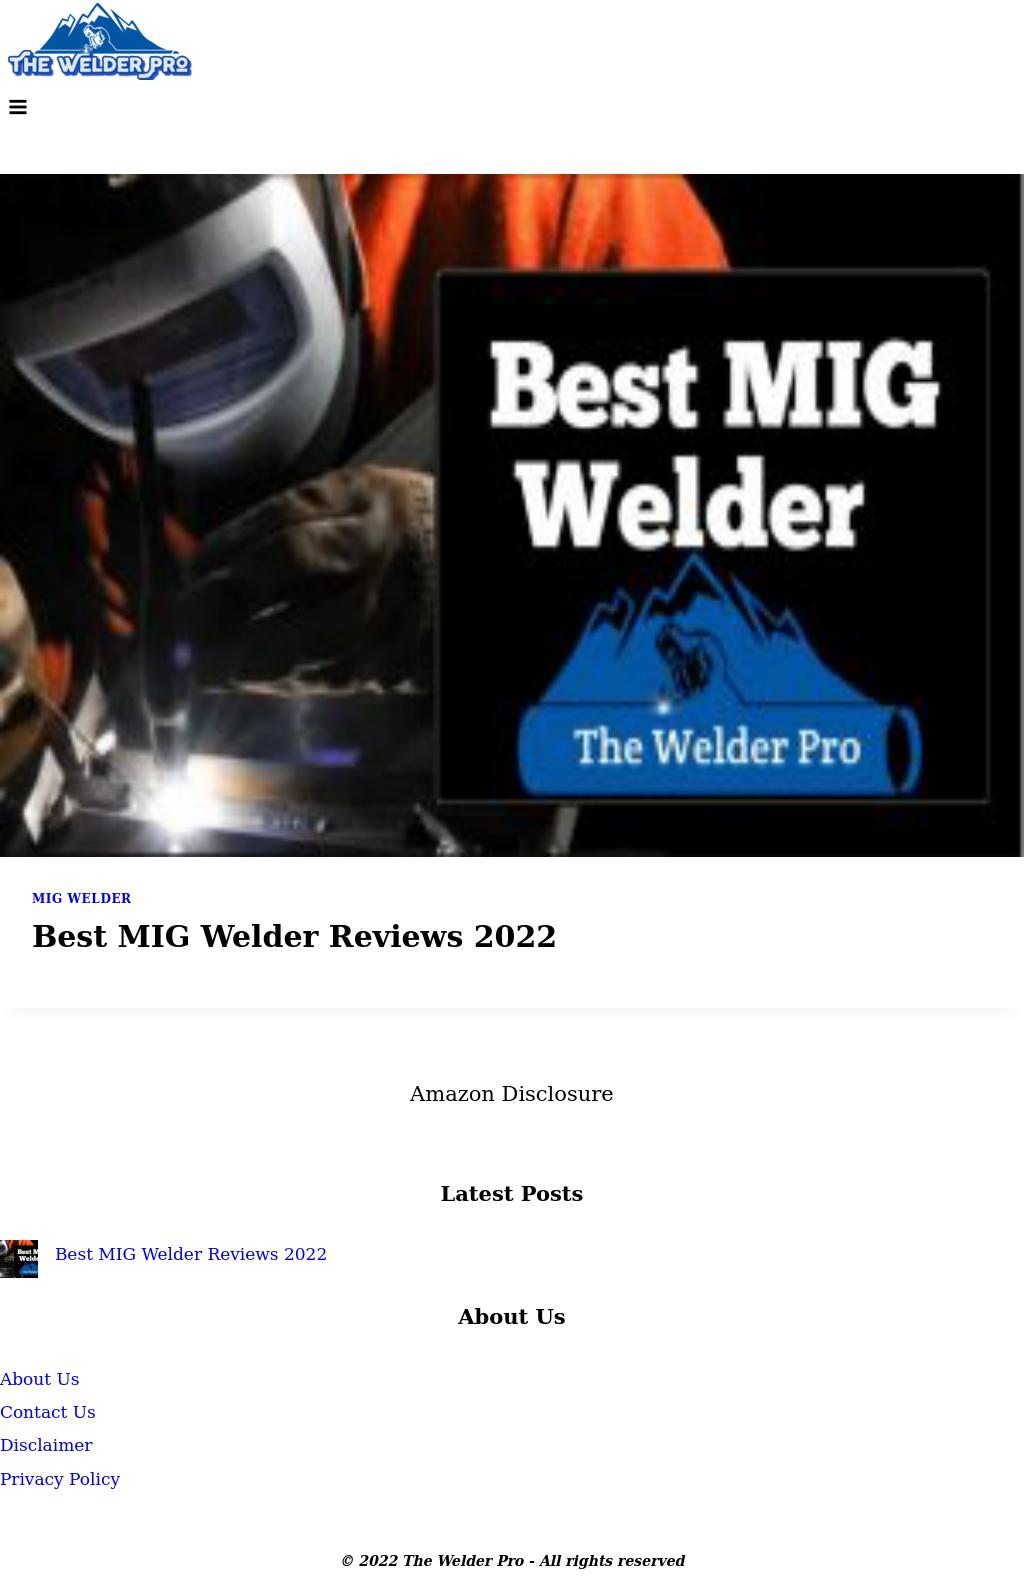 THE WELDER PRO
Best MIG
Welder
The Welder Pro
MIG WELDER
Best MIG Welder Reviews 2022
Amazon Disclosure
Latest Posts
Best MIG Welder Reviews 2022
About Us
About Us
Contact Us
Disclaimer
Privacy Policy
© 2022 The Welder Pro - All rights reserved